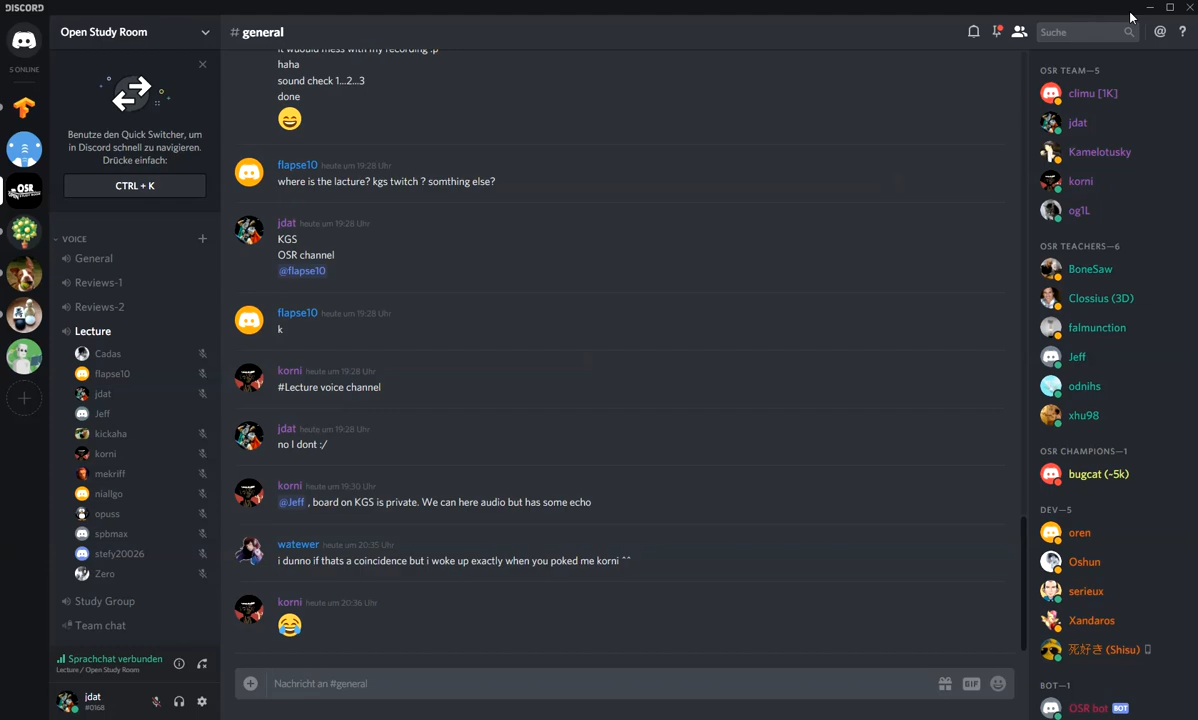 DISCORD
5 ONLINE
OSR
Open Study Room
Benutze den Quick Switcher, um
in Discord schnell zu navigieren.
Drücke einfach:
CTRL + K
VOICE
General
Reviews-1
Reviews-2
Lecture
Cadas
flapse10
jdat
Jeff
kickaha
korni
mekriff
niallgo
opuss
spbmax
stefy20026
Zero
Study Group
Team chat
Sprachchat verbunden
Lecture / Open Study Room
jdat
#0168
# general
Suche
it would mess with my recording :p
haha
sound check 1...2...3
done
flapse10 heute um 19:28 Uhr
where is the lacture? kgs twitch ? somthing else?
jdat heute um 19:28 Uhr
KGS
OSR channel
@flapse10
flapse10 heute um 19:28 Uhr
k
korni heute um 19:28 Uhr
#Lecture voice channel
jdat heute um 19:28 Uhr
no I dont :/
korni heute um 19:30 Uhr
@Jeff , board on KGS is private. We can here audio but has some echo
watewer heute um 20:35 Uhr
i dunno if thats a coincidence but i woke up exactly when you poked me korni ^^
korni heute um 20:36 Uhr
Nachricht an #general
GIF
OSR TEAM—5
climu [1K]
jdat
Kamelotusky
korni
og1L
OSR TEACHERS—6
BoneSaw
Clossius (3D)
falmunction
Jeff
odnihs
xhu98
OSR CHAMPIONS—1
bugcat (~5k)
DEV—5
oren
Oshun
serieux
Xandaros
死好き (Shisu)
BOT—1
OSR bot BOT